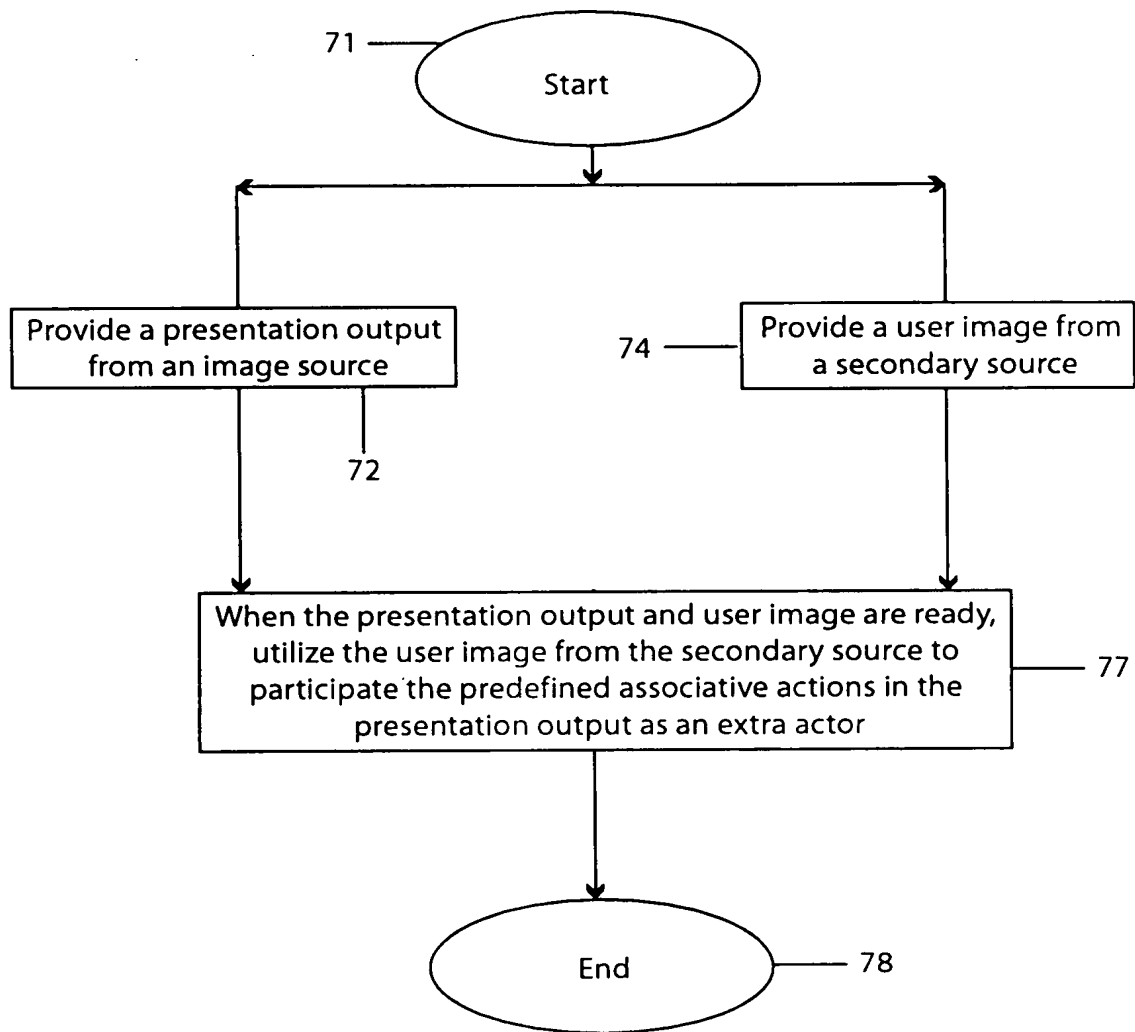 71
Start
Provide a presentation output
from an image source
72
74
Provide a user image from
a secondary source
When the presentation output and user image are ready,
utilize the user image from the secondary source to
participate the predefined associative actions in the
presentation output as an extra actor
77
End
78